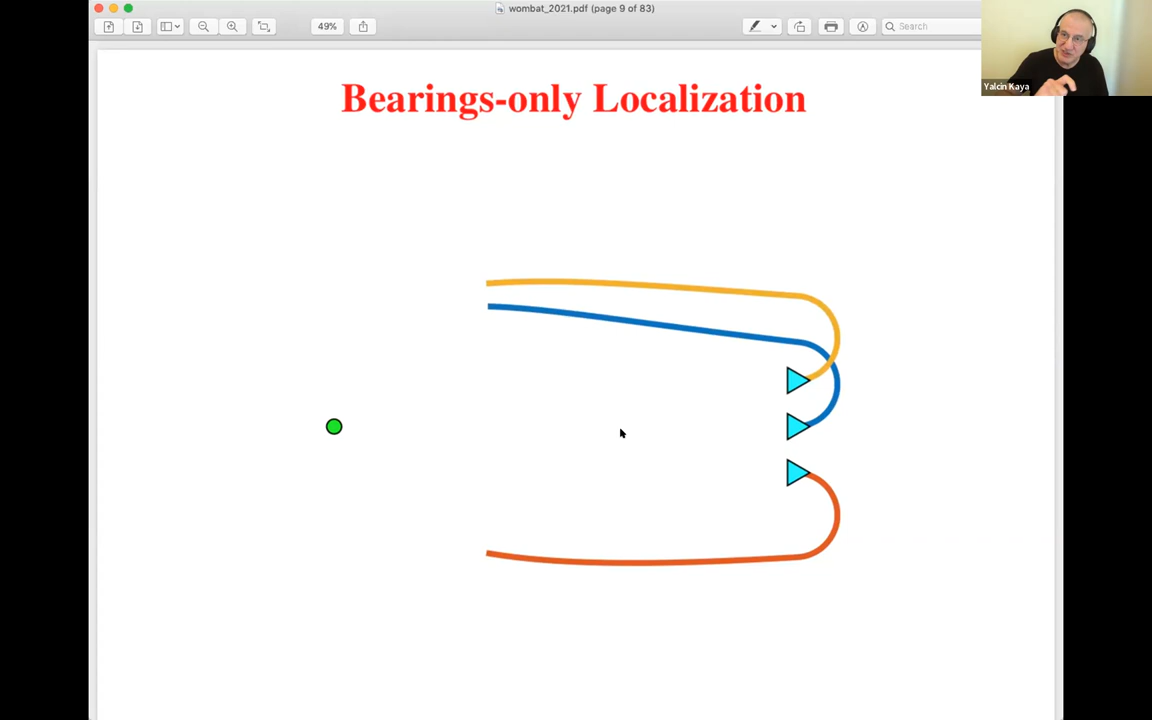 wombat_2021.pdf (page 9 of 83)
49%
Search
Yalcin Kaya
Bearings-only Localization